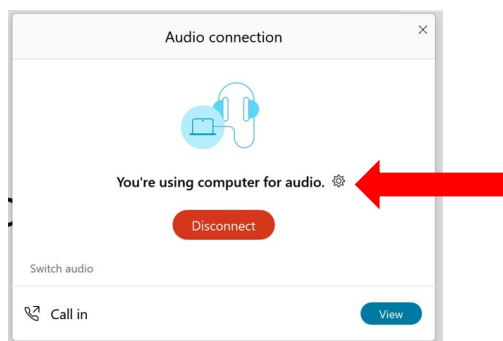 Audio connection
You're using computer for audio.
Disconnect
Switch audio
Call in
View